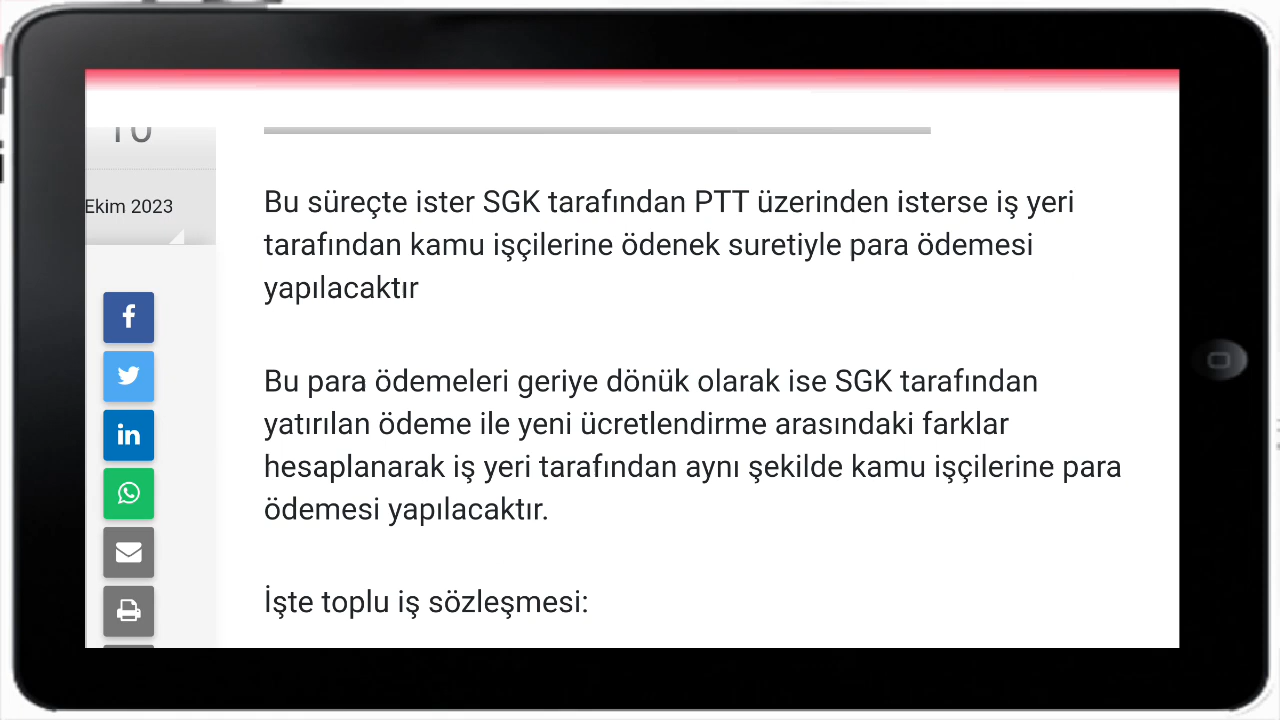 Ekim 2023
Bu süreçte ister SGK tarafından PTT üzerinden isterse iş yeri
tarafından kamu işçilerine ödenek suretiyle para ödemesi
yapılacaktır
Bu para ödemeleri geriye dönük olarak ise SGK tarafından
yatırılan ödeme ile yeni ücretlendirme arasındaki farklar
hesaplanarak iş yeri tarafından aynı şekilde kamu işçilerine para
ödemesi yapılacaktır.
İşte toplu iş sözleşmesi: